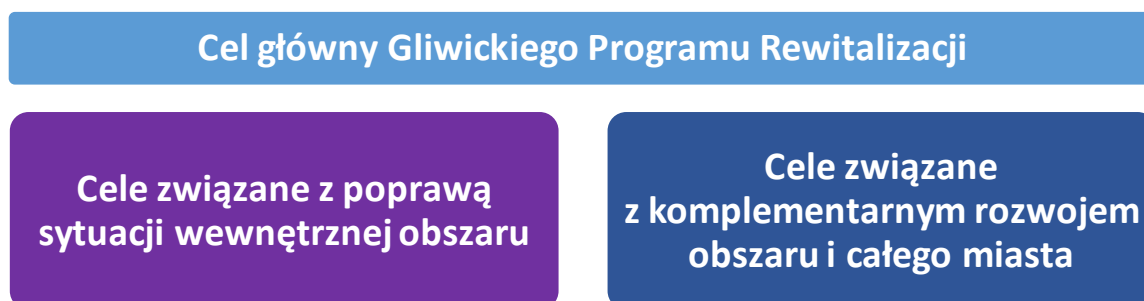 Cel główny Gliwickiego Programu Rewitalizacji
Cele związane z poprawą
sytuacji wewnętrznej obszaru
Cele związane
z komplementarnym rozwojem
obszaru i całego miasta